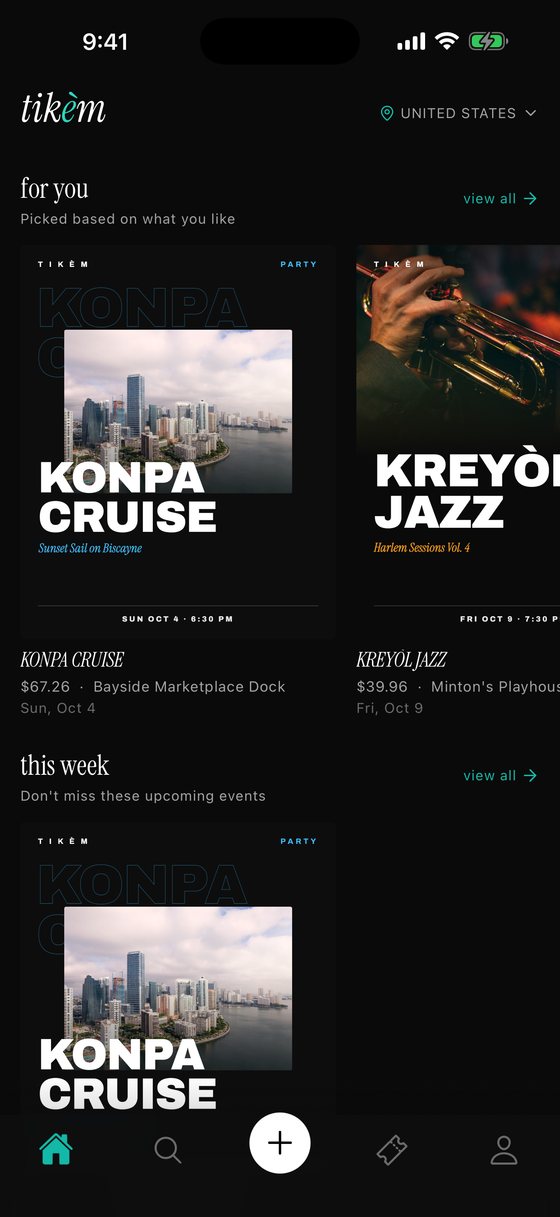 9:41
tikèm
UNITED STATES
for you
view all
Picked based on what you like
TIKÈM
PARTY
KONPA
KONPA
CRUISE
Sunset Sail on Biscayne
SUN OCT 4 · 6:30 PM
KONPA CRUISE
$67.26 · Bayside Marketplace Dock
Sun, Oct 4
TIKÈM
JAZZ
Harlem Sessions Vol. 4
FRI OCT 9 · 7:30 P
KREYÒL JAZZ
$39.96 · Minton's Playhous
Fri, Oct 9
this week
view all
Don't miss these upcoming events
TIKÈM
PARTY
KONPA
KONPA
CRUISE